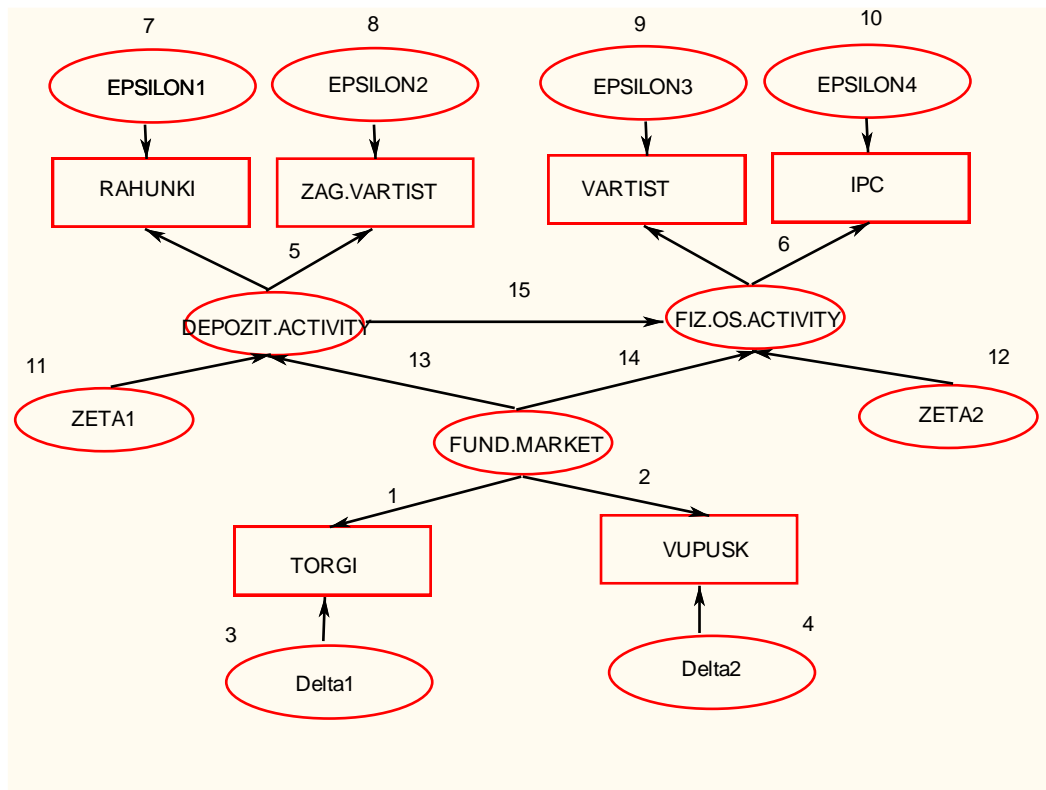 7
8
9
10
EPSILON1
EPSILON2
EPSILON3
EPSILON4
RAHUNKI
ZAG.VARTIST
VARTIST
IPC
5
6
15
DEPOZIT.ACTIVITY
FIZ.OS.ACTIVITY
11
13
14
12
ZETA1
FUND.MARKET
ZETA2
1
2
TORGI
VUPUSK
3
4
Delta1
Delta2